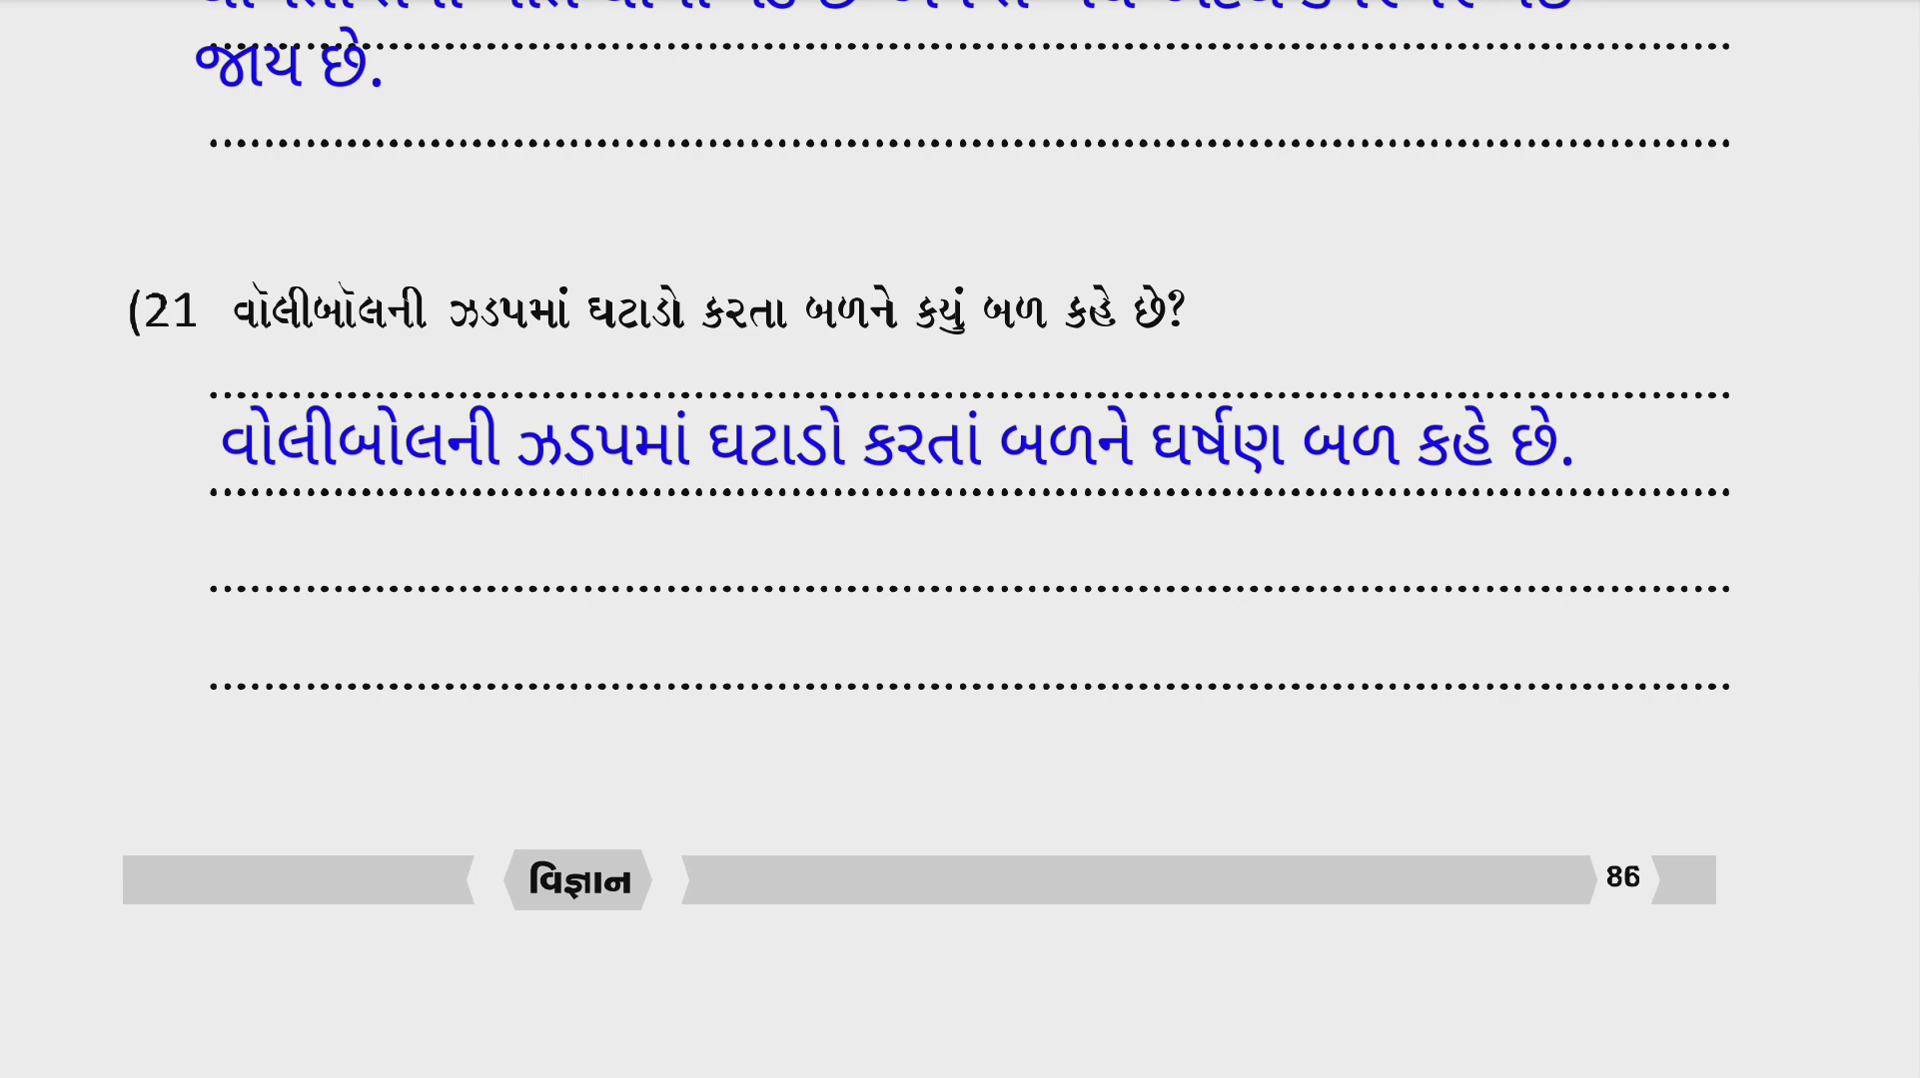 જાય છે.
(21 વૉલીબૉલની ઝડપમાં ઘટાડો કરતા બળને કયું બળ કહે છે?
વોલીબોલની ઝડપમાં ઘટાડો કરતાં બળને ઘર્ષણ બળ કહે છે.
વિજ્ઞાન
86